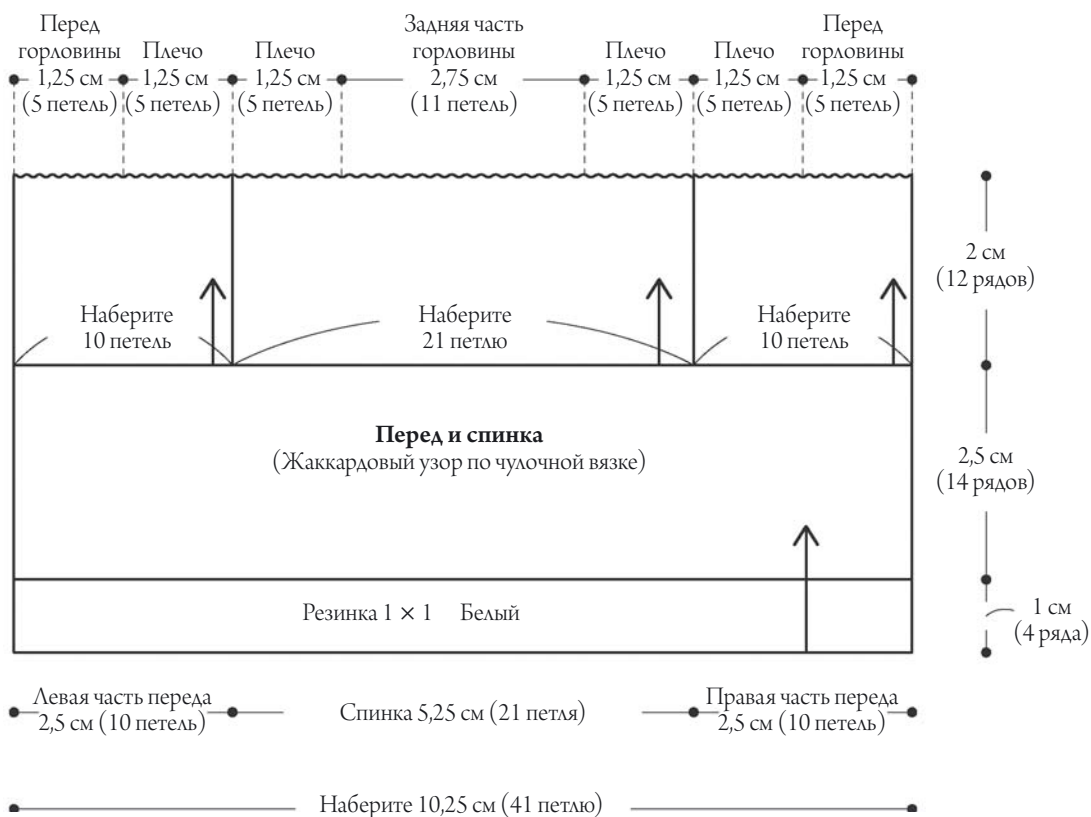 Перед
горловины
1,25 см
(5 петель)
Плечо
1,25 см
(5 петель)
Плечо
1,25 см
(5 петель)
Задняя часть
горловины
2,75 см
(11 петель)
Плечо
1,25 см
(5 петель)
Плечо
1,25 см
(5 петель)
Перед
горловины
1,25 см
(5 петель)
2 см
(12 рядов)
Наберите
10 петель
Наберите
21 петлю
Наберите
10 петель
Перед и спинка
(Жаккардовый узор по чулочной вязке)
2,5 см
(14 рядов)
Резинка 1 × 1 Белый
1 см
(4 ряда)
Левая часть переда
2,5 см (10 петель)
Спинка 5,25 см (21 петля)
Правая часть переда
2,5 см (10 петель)
Наберите 10,25 см (41 петлю)